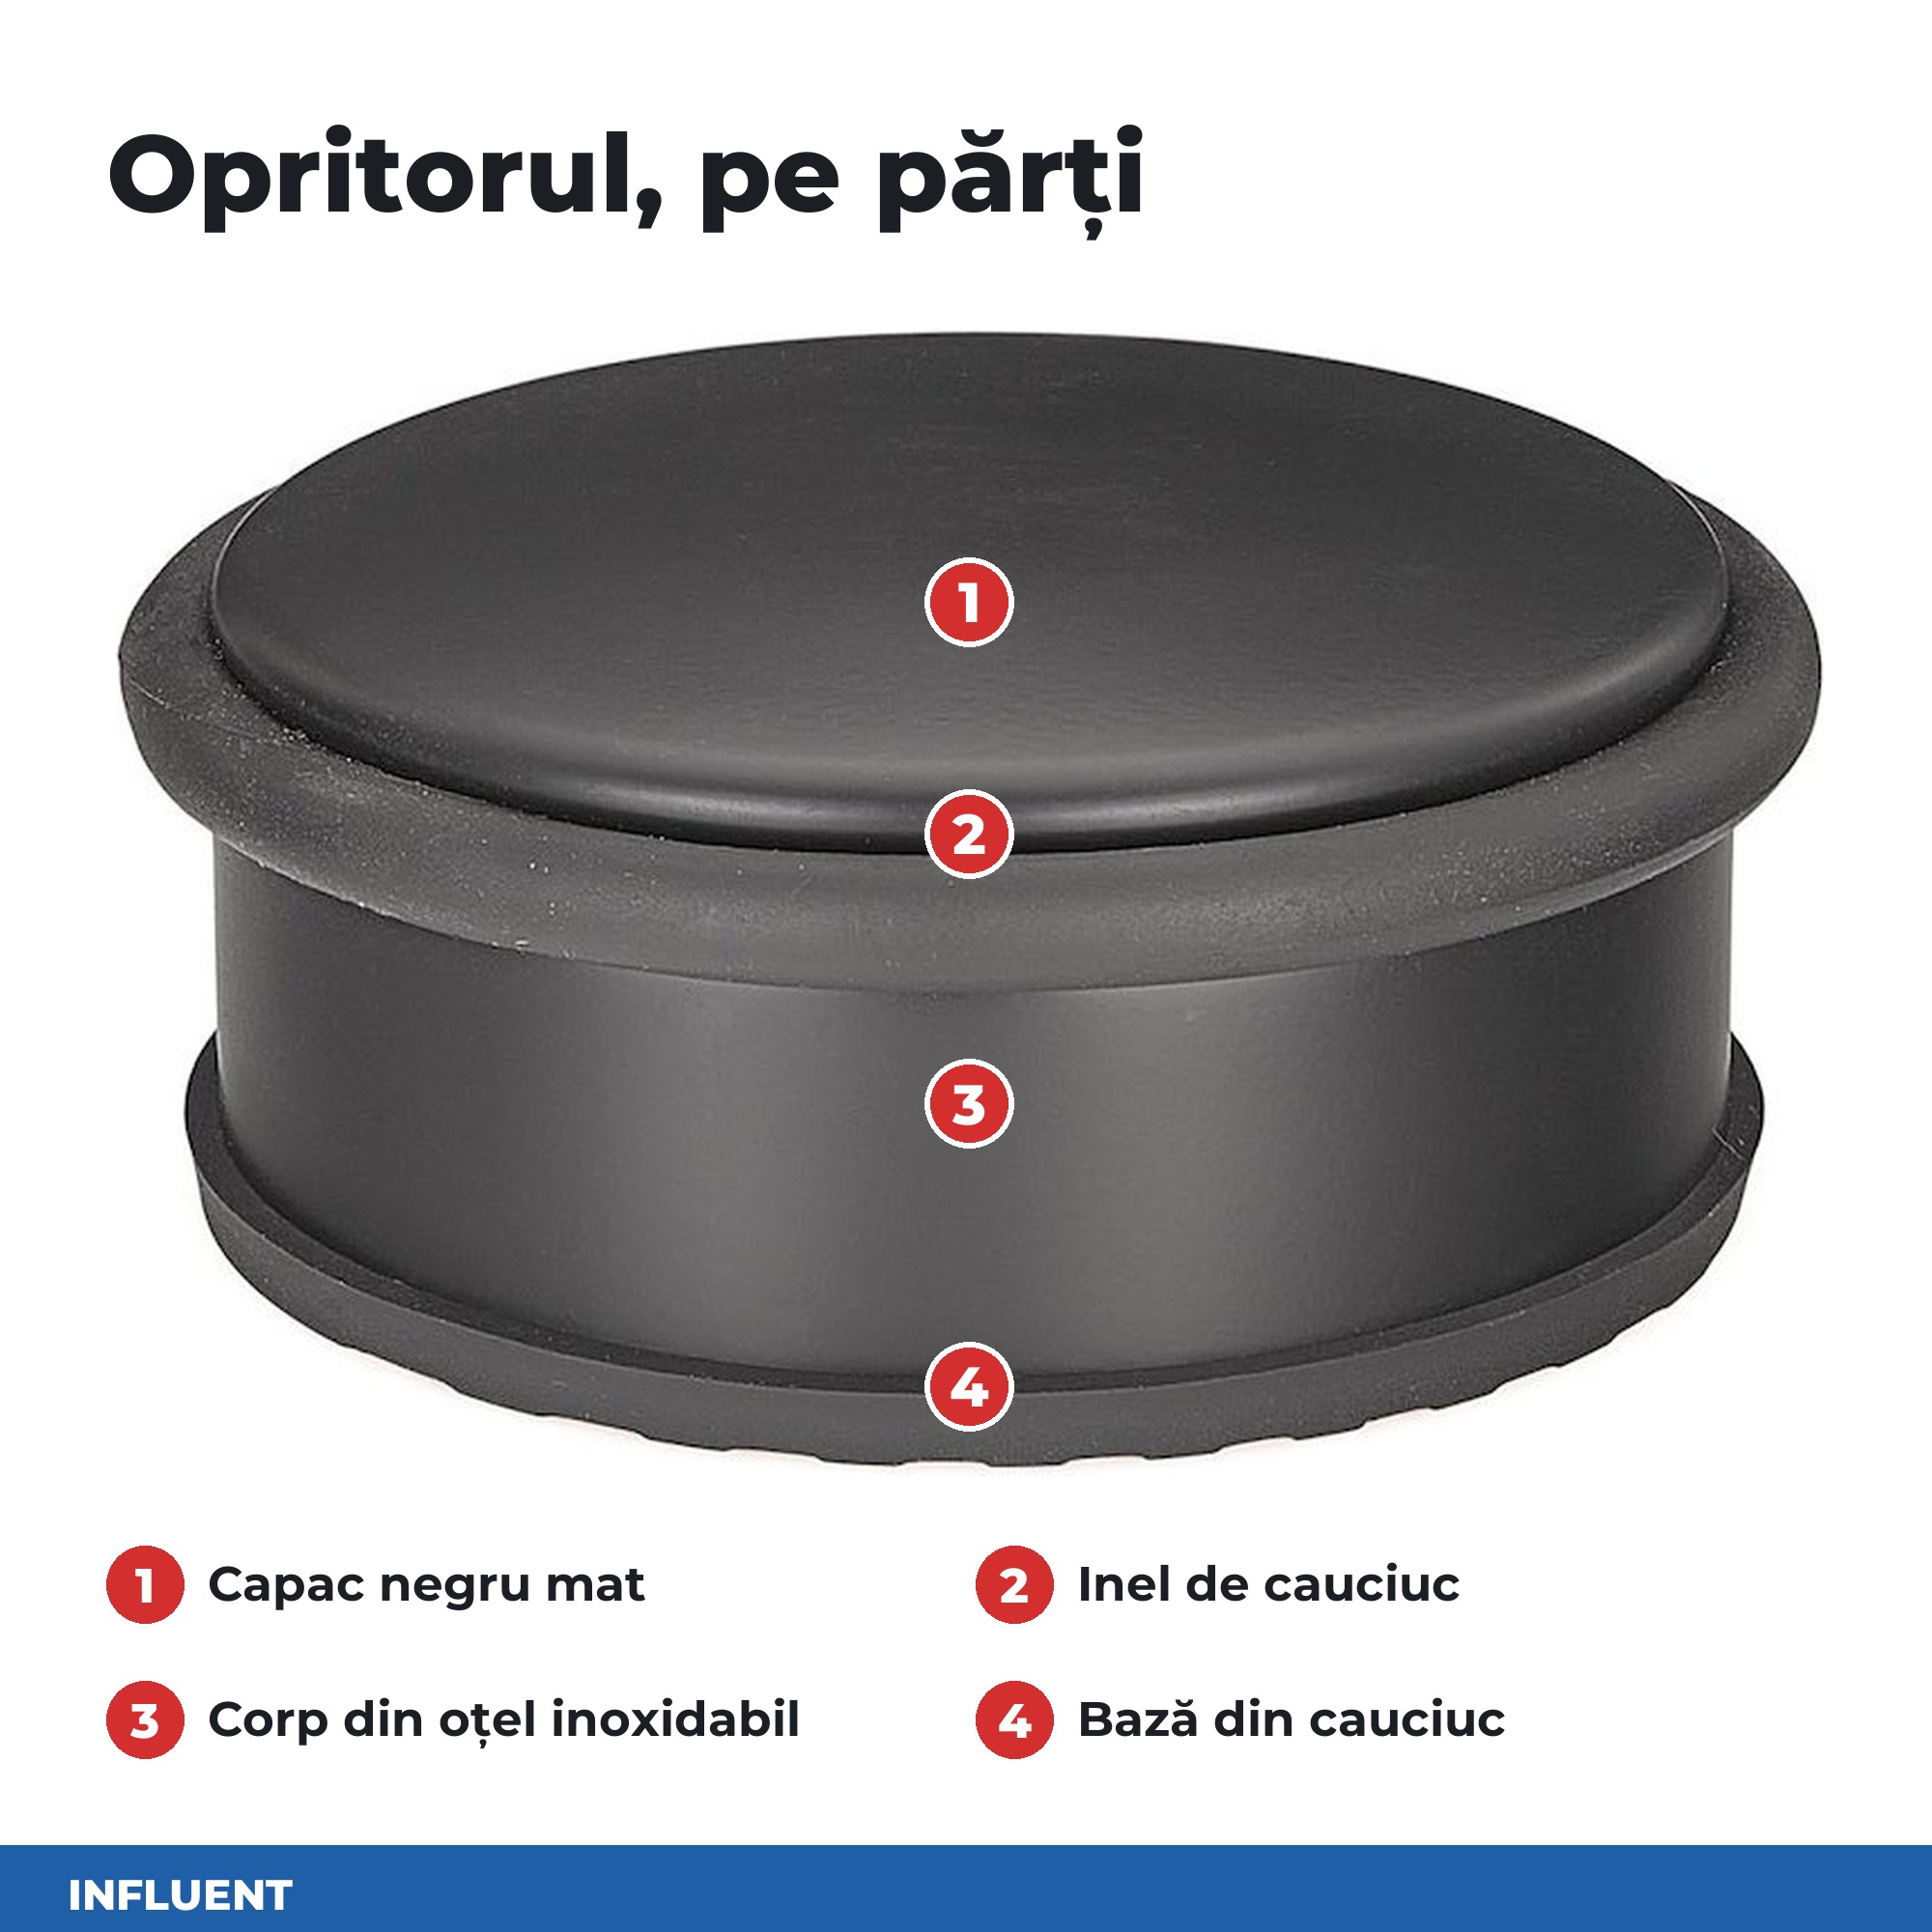 Opritorul, pe părți
1
2
3
4
1 Capac negru mat
2 Inel de cauciuc
3 Corp din oțel inoxidabil
4 Bază din cauciuc
INFLUENT